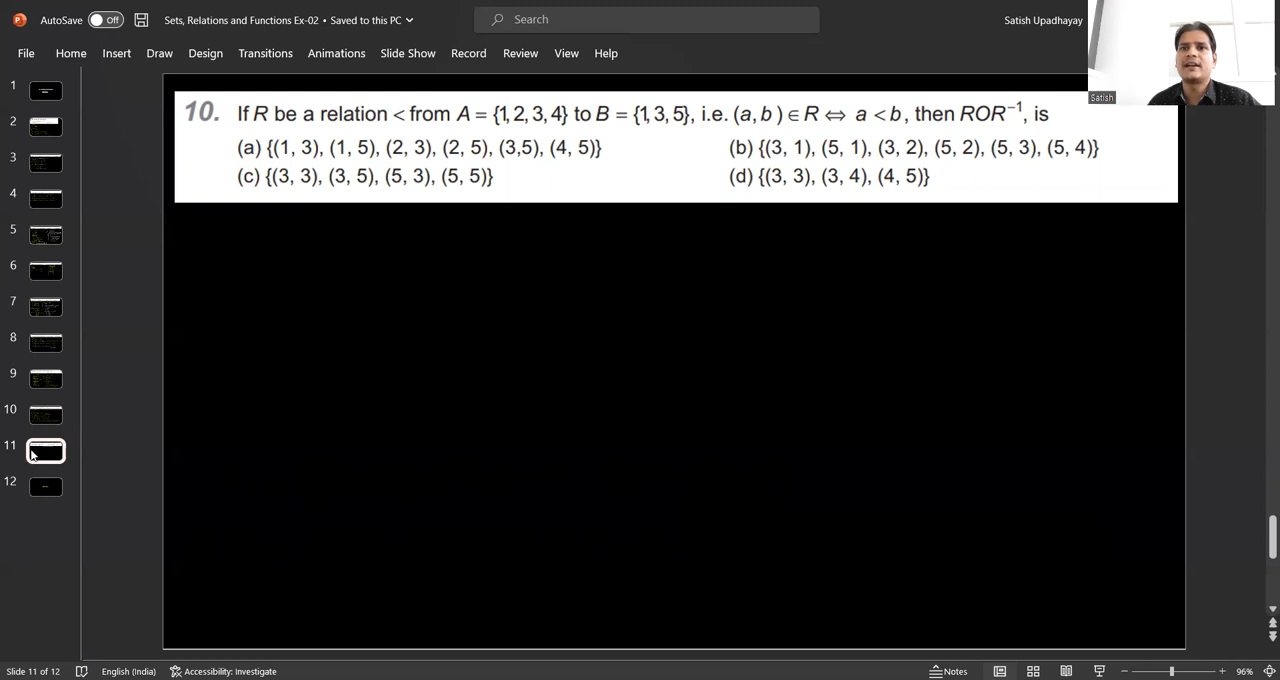 AutoSave Off Sets, Relations and Functions Ex-02 • Saved to this PC Search Satish Upadhayay
File Home Insert Draw Design Transitions Animations Slide Show Record Review View Help
Satish
1
2
3
4
5
6
7
8
9
10
11
12
10. If R be a relation < from A = {1, 2, 3, 4} to B = {1, 3, 5}, i.e. (a, b) ∈ R ⇔ a < b, then ROR⁻¹, is
(a) {(1, 3), (1, 5), (2, 3), (2, 5), (3,5), (4, 5)} (b) {(3, 1), (5, 1), (3, 2), (5, 2), (5, 3), (5, 4)}
(c) {(3, 3), (3, 5), (5, 3), (5, 5)} (d) {(3, 3), (3, 4), (4, 5)}
Slide 11 of 12 English (India) Accessibility: Investigate Notes 96%